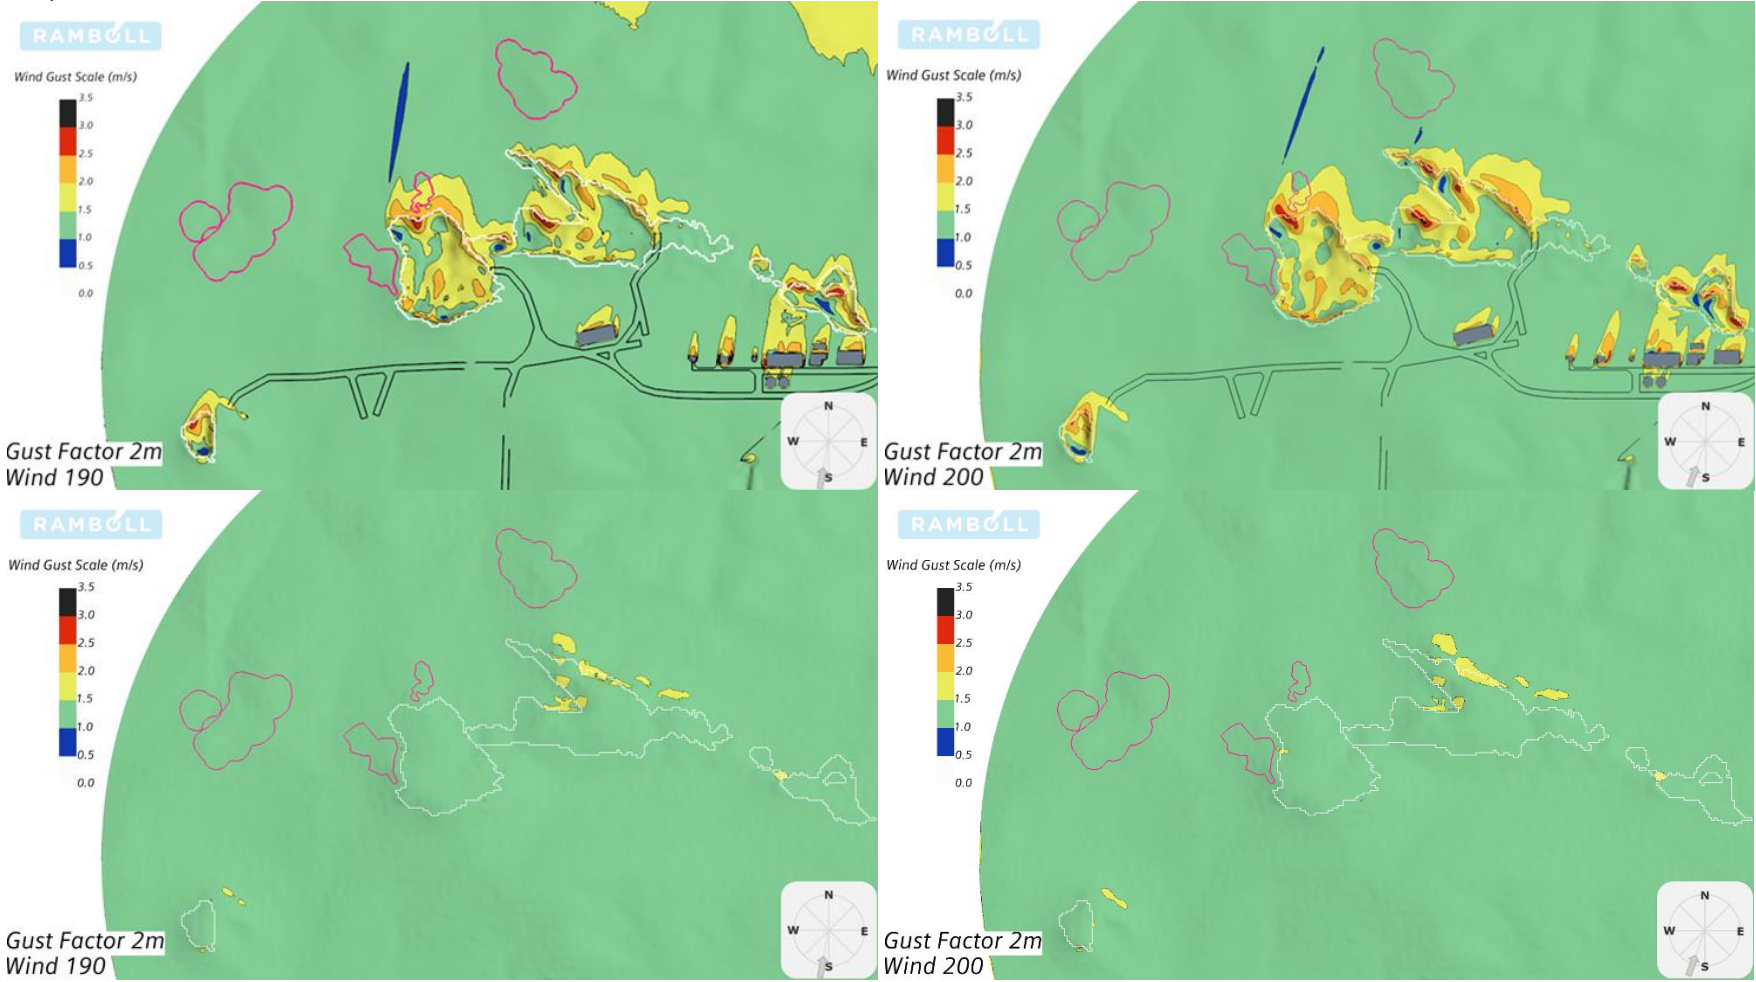 RAMBOLL
Wind Gust Scale (m/s)
3.5
3.0
2.5
2.0
1.5
1.0
0.5
0.0
Gust Factor 2m
Wind 190
N
W
E
S
RAMBOLL
Wind Gust Scale (m/s)
3.5
3.0
2.5
2.0
1.5
1.0
0.5
0.0
Gust Factor 2m
Wind 200
N
W
E
S
RAMBOLL
Wind Gust Scale (m/s)
3.5
3.0
2.5
2.0
1.5
1.0
0.5
0.0
Gust Factor 2m
Wind 190
N
W
E
S
RAMBOLL
Wind Gust Scale (m/s)
3.5
3.0
2.5
2.0
1.5
1.0
0.5
0.0
Gust Factor 2m
Wind 200
N
W
E
S